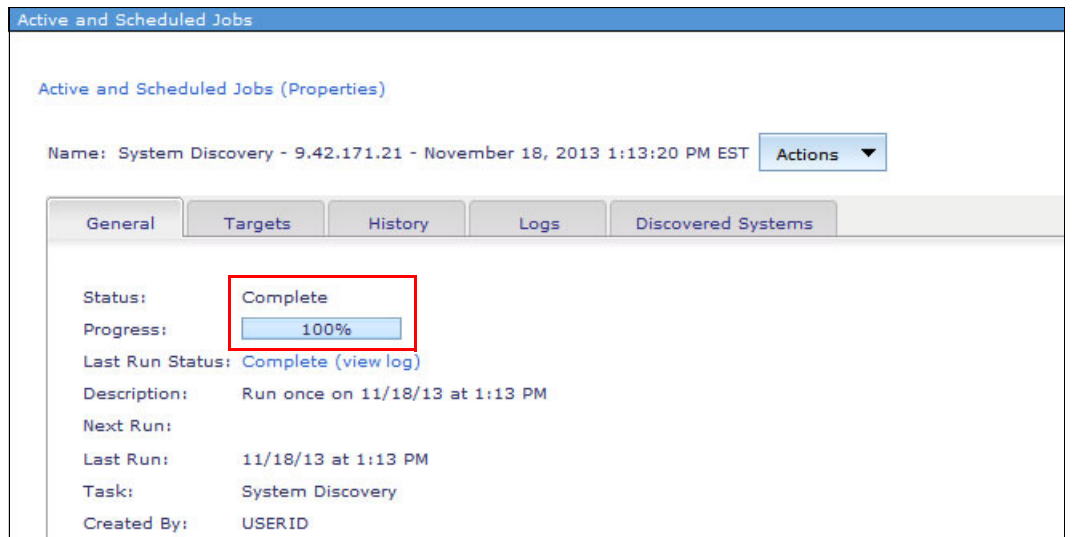 Active and Scheduled Jobs
Active and Scheduled Jobs (Properties)
Name: System Discovery - 9.42.171.21 - November 18, 2013 1:13:20 PM EST Actions
General Targets History Logs Discovered Systems
Status: Complete
Progress: 100%
Last Run Status: Complete (view log)
Description: Run once on 11/18/13 at 1:13 PM
Next Run:
Last Run: 11/18/13 at 1:13 PM
Task: System Discovery
Created By: USERID